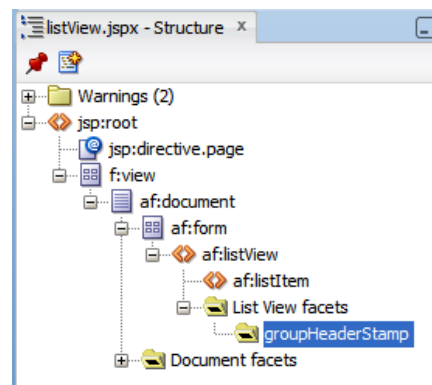 listView.jspx - Structure x
Warnings (2)
jsp:root
jsp:directive.page
f:view
af:document
af:form
af:listView
af:listItem
List View facets
groupHeaderStamp
Document facets